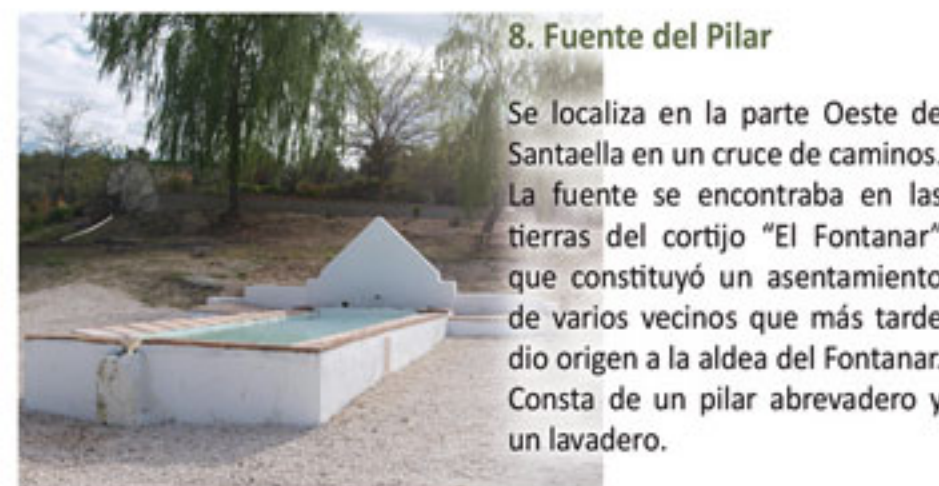 8. Fuente del Pilar
Se localiza en la parte Oeste de
Santaella en un cruce de caminos.
La fuente se encontraba en las
tierras del cortijo “El Fontanar”
que constituyó un asentamiento
de varios vecinos que más tarde
dio origen a la aldea del Fontanar.
Consta de un pilar abrevadero y
un lavadero.